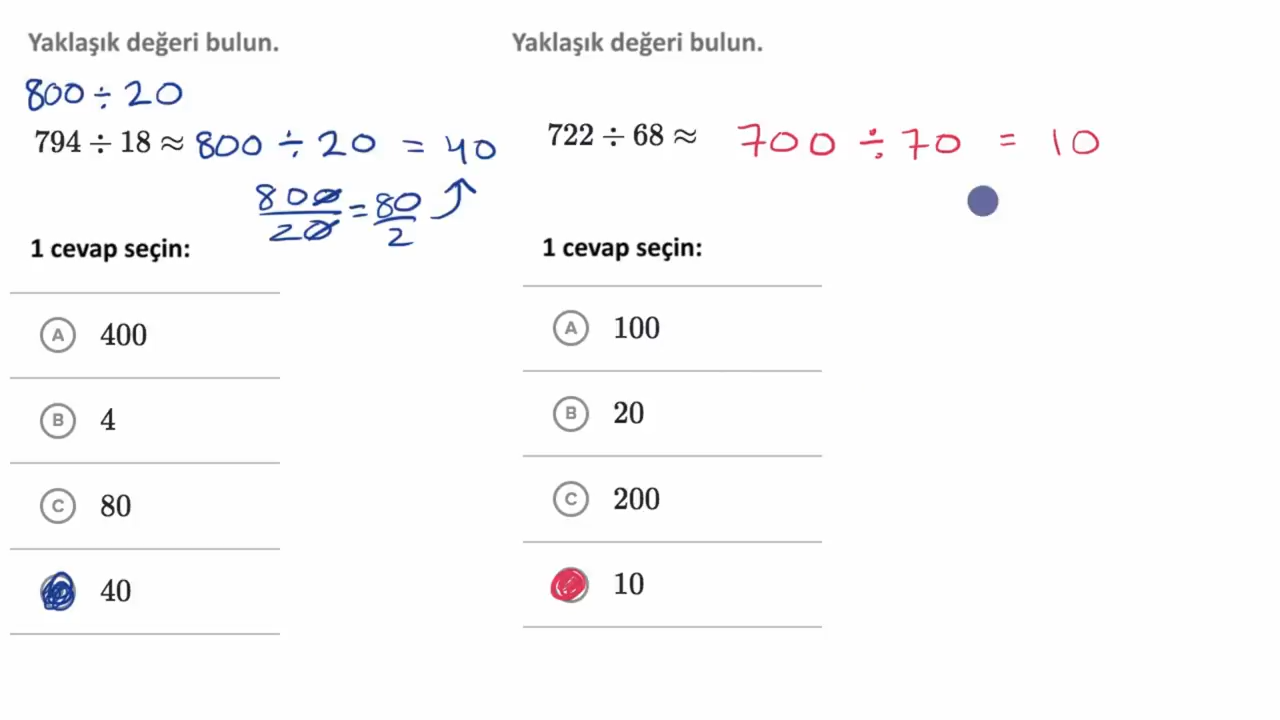 Yaklaşık değeri bulun.
800 ÷ 20
794 ÷ 18 ≈ 800 ÷ 20 = 40
800/20 = 80/2
1 cevap seçin:
A 400
B 4
C 80
40
Yaklaşık değeri bulun.
722 ÷ 68 ≈ 700 ÷ 70 = 10
1 cevap seçin:
A 100
B 20
C 200
10